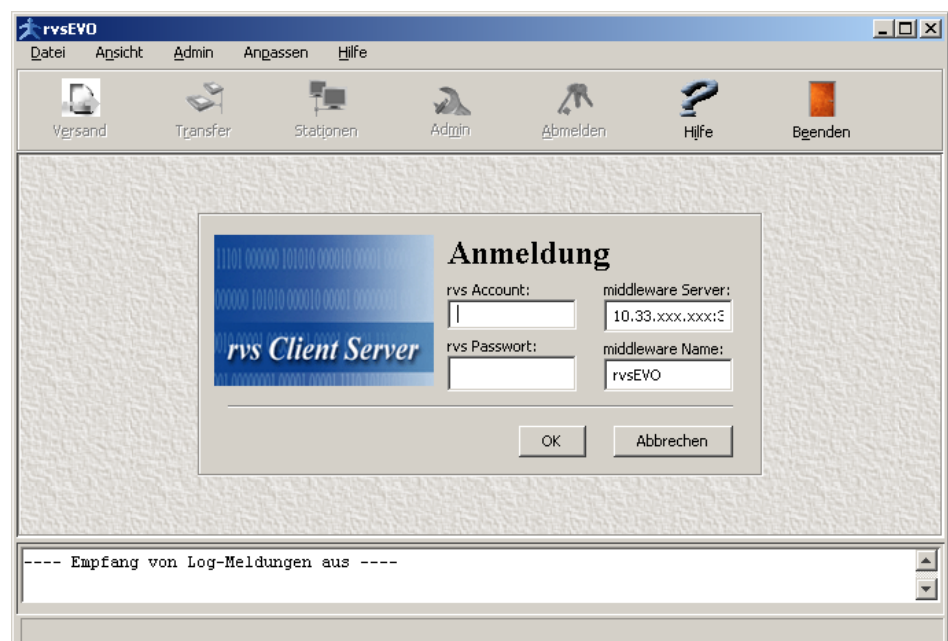 rvsEVO
Datei Ansicht Admin Anpassen Hilfe
Versand Transfer Stationen Admin Abmelden Hilfe Beenden
Anmeldung
rvs Account: middleware Server:
10.33.xxx.xxx:3
rvs Passwort: middleware Name:
rvsEVO
rvs Client Server
OK Abbrechen
---- Empfang von Log-Meldungen aus ----